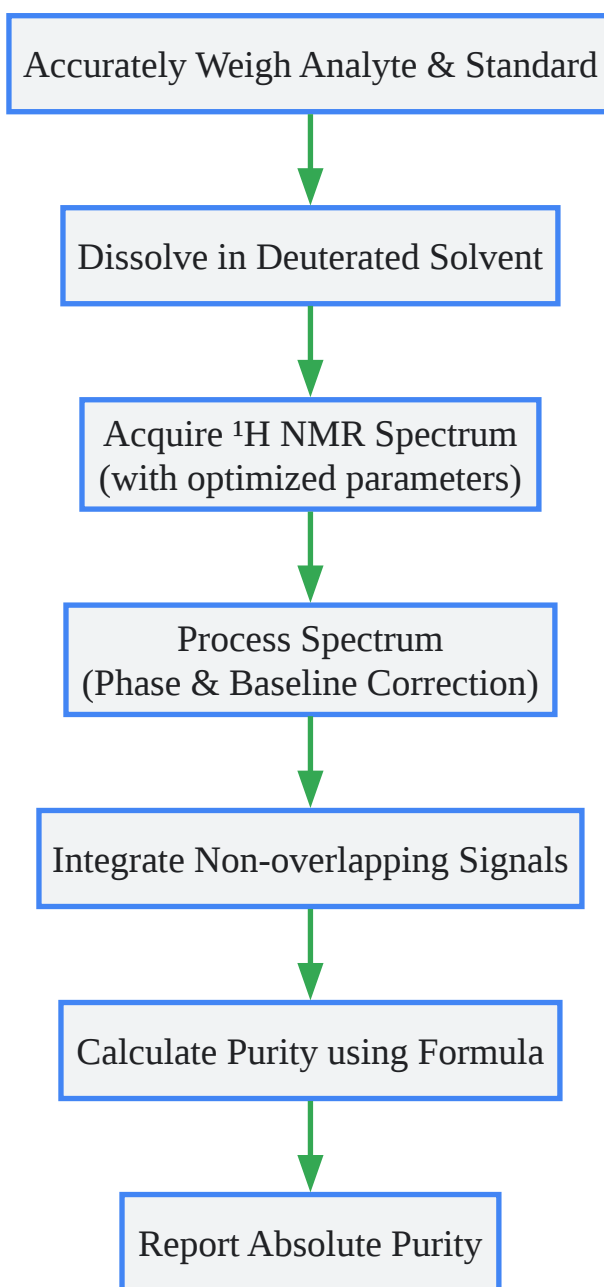 Accurately Weigh Analyte & Standard
Dissolve in Deuterated Solvent
Acquire ¹H NMR Spectrum
(with optimized parameters)
Process Spectrum
(Phase & Baseline Correction)
Integrate Non-overlapping Signals
Calculate Purity using Formula
Report Absolute Purity